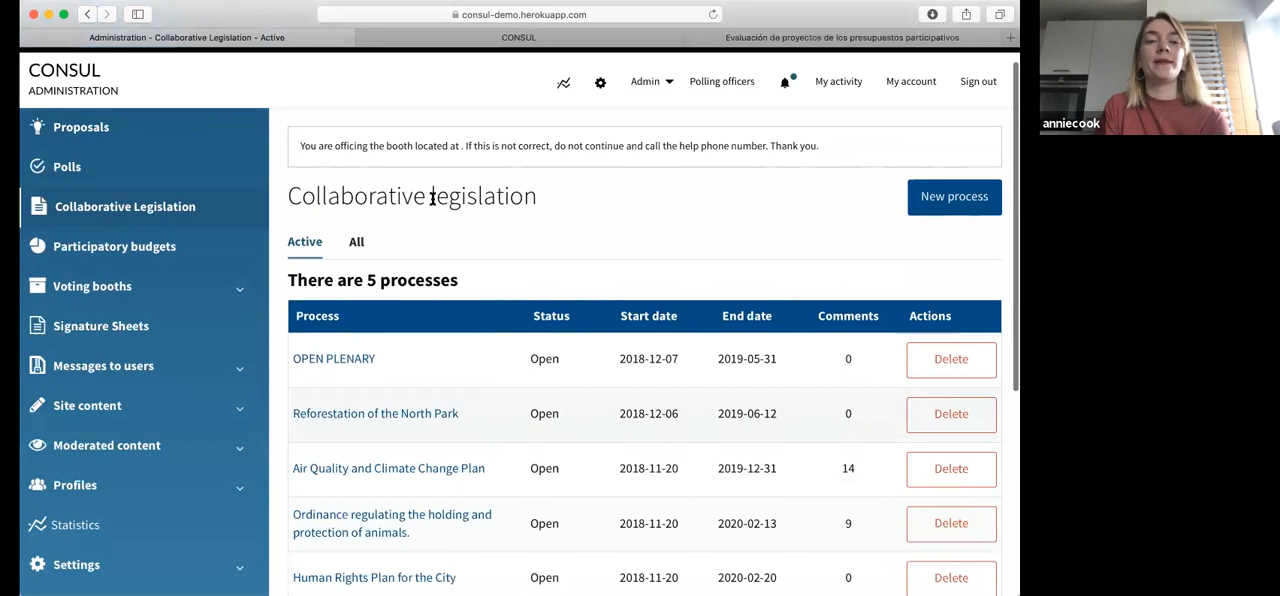 consul-demo.herokuapp.com
Administration - Collaborative Legislation - Active
CONSUL
Evaluación de proyectos de los presupuestos participativos
anniecook
CONSUL
ADMINISTRATION
Admin
Polling officers
My activity
My account
Sign out
Proposals
Polls
Collaborative Legislation
Participatory budgets
Voting booths
Signature Sheets
Messages to users
Site content
Moderated content
Profiles
Statistics
Settings
You are officing the booth located at . If this is not correct, do not continue and call the help phone number. Thank you.
Collaborative legislation
New process
Active All
There are 5 processes
Process Status Start date End date Comments Actions
OPEN PLENARY Open 2018-12-07 2019-05-31 0 Delete
Reforestation of the North Park Open 2018-12-06 2019-06-12 0 Delete
Air Quality and Climate Change Plan Open 2018-11-20 2019-12-31 14 Delete
Ordinance regulating the holding and
protection of animals. Open 2018-11-20 2020-02-13 9 Delete
Human Rights Plan for the City Open 2018-11-20 2020-02-20 0 Delete